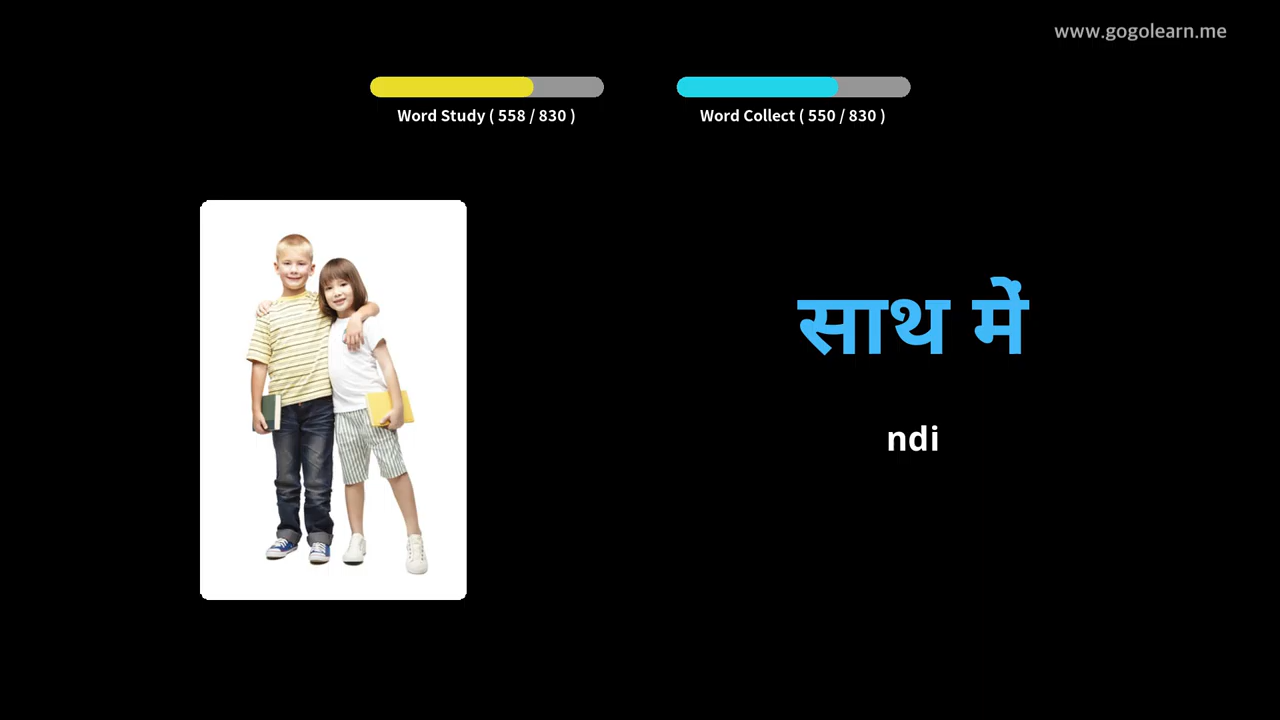 www.gogolearn.me
Word Study ( 558 / 830 )
Word Collect ( 550 / 830 )
साथ में
ndi